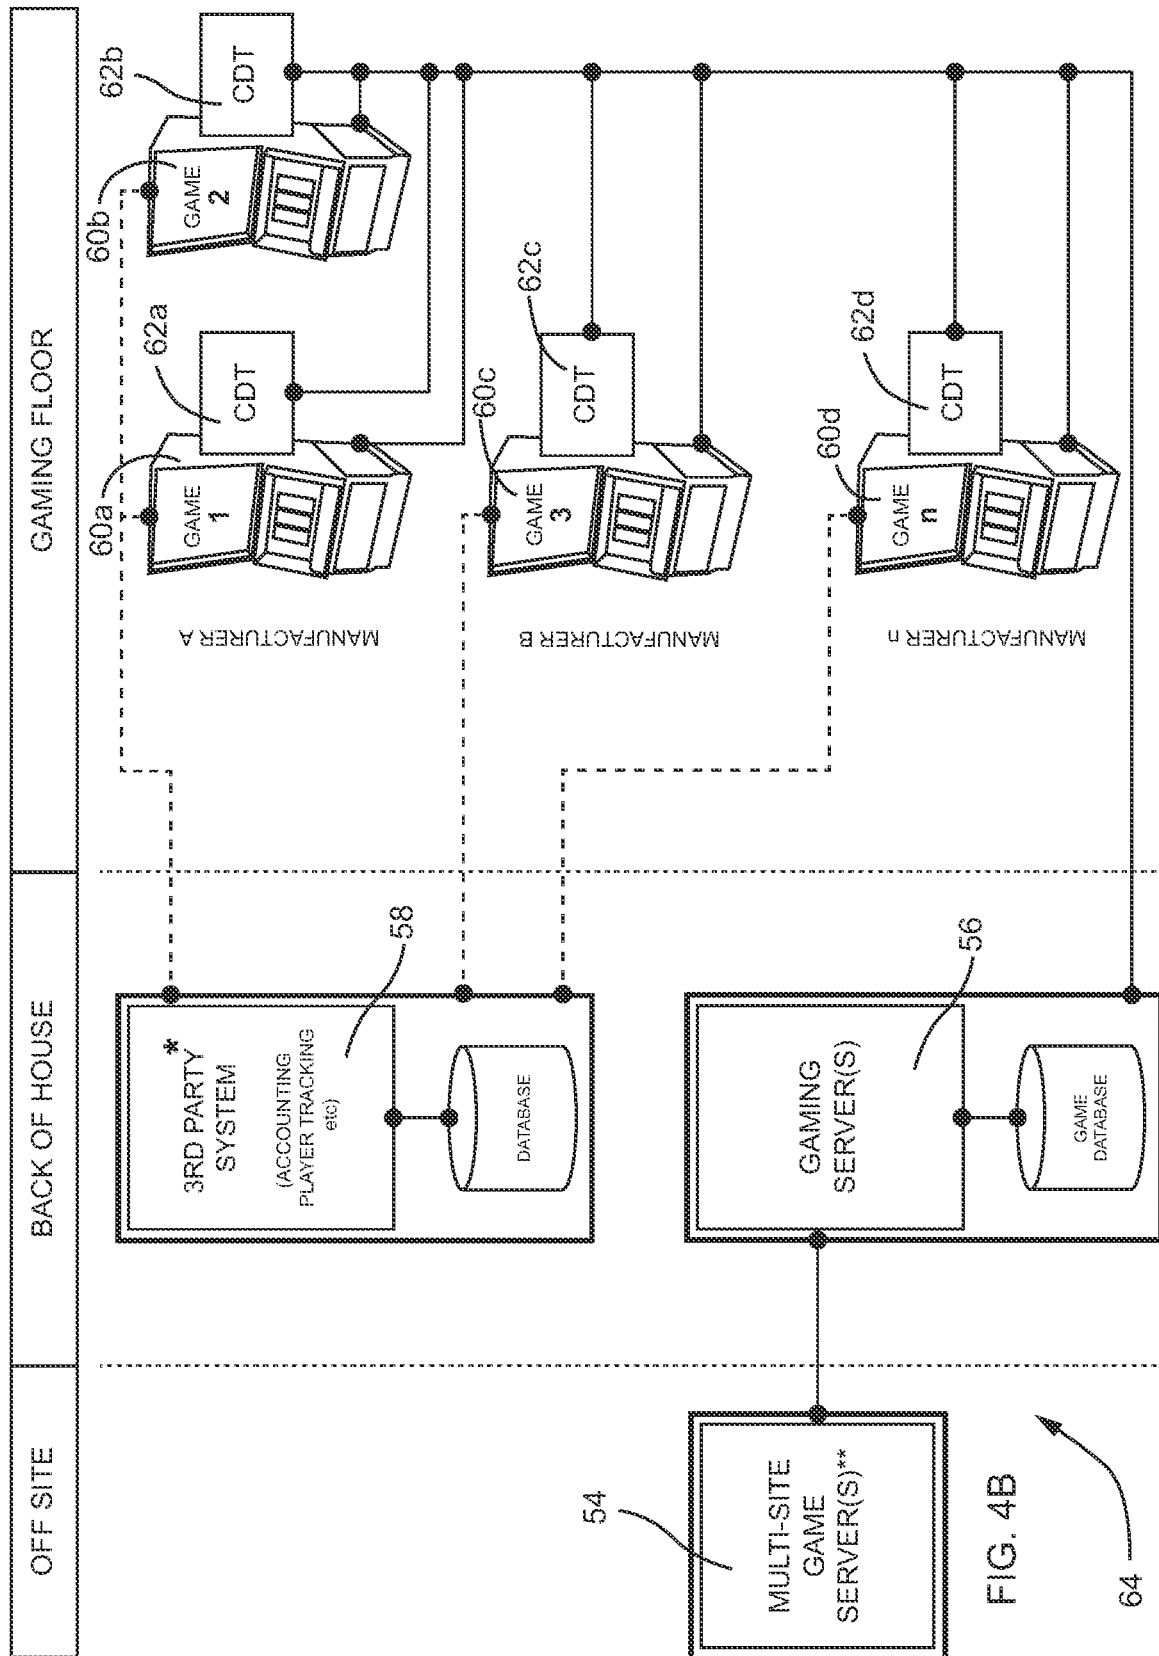 OFF SITE
BACK OF HOUSE
GAMING FLOOR
3RD PARTY*
SYSTEM
(ACCOUNTING
PLAYER TRACKING
etc)
DATABASE
58
60a
GAME
1
CDT
62a
60b
GAME
2
CDT
62b
MANUFACTURER A
60c
GAME
3
CDT
62c
MANUFACTURER B
60d
GAME
n
CDT
62d
MANUFACTURER n
54
MULTI-SITE
GAME
SERVER(S)**
GAMING
SERVER(S)
56
GAME
DATABASE
FIG. 4B
64